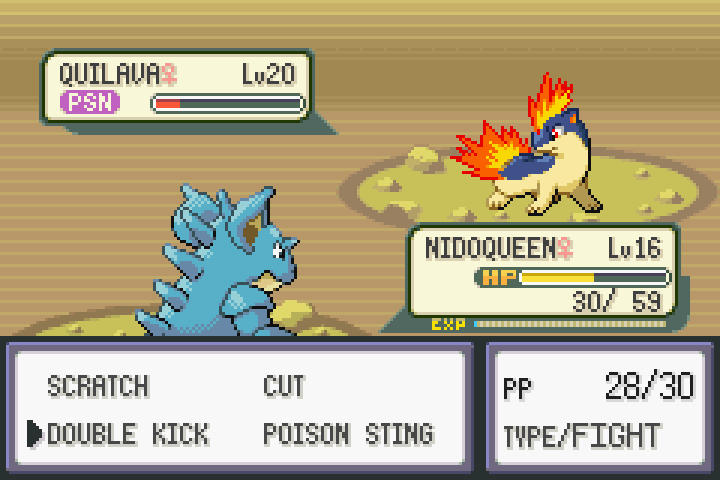 QUILAVA♀ Lv20
PSN
NIDOQUEEN♀ Lv16
HP
30/ 59
EXP
SCRATCH CUT
DOUBLE KICK POISON STING
PP 28/30
TYPE/FIGHT